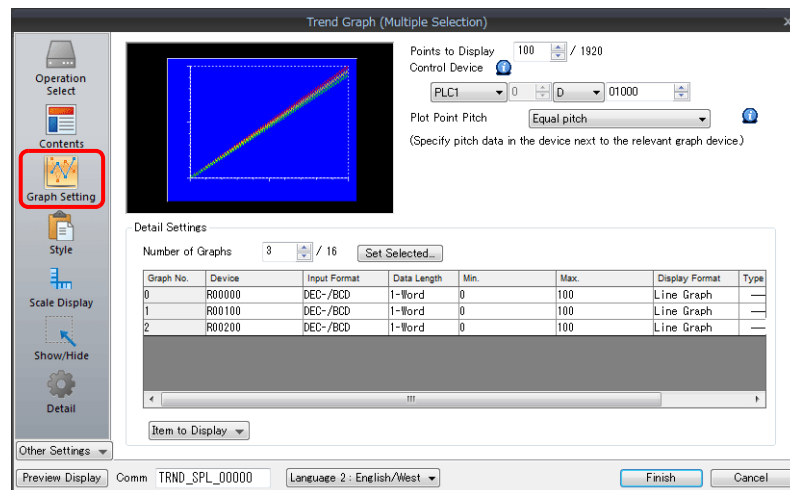 Trend Graph (Multiple Selection)
Operation
Select
Contents
Graph Setting
Style
Scale Display
Show/Hide
Detail
Other Settings
Points to Display 100 / 1920
Control Device
PLC1 0 D 01000
Plot Point Pitch Equal pitch
(Specify pitch data in the device next to the relevant graph device.)
Detail Settings
Number of Graphs 3 / 16 Set Selected...
Graph No. Device Input Format Data Length Min. Max. Display Format Type
0 R00000 DEC-/BCD 1-Word 0 100 Line Graph
1 R00100 DEC-/BCD 1-Word 0 100 Line Graph
2 R00200 DEC-/BCD 1-Word 0 100 Line Graph
Item to Display
Preview Display Comm TRND_SPL_00000 Language 2 : English/West Finish Cancel